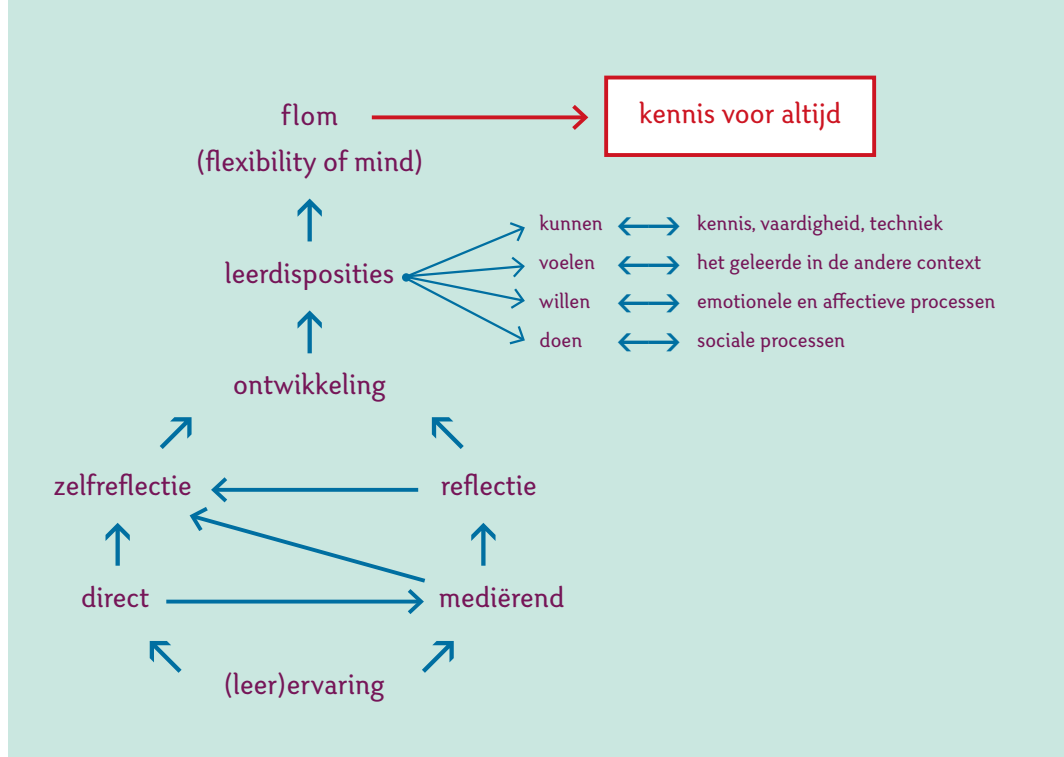 flom
kennis voor altijd
(flexibility of mind)
kunnen
kennis, vaardigheid, techniek
leerdisposities
voelen
het geleerde in de andere context
willen
emotionele en affectieve processen
doen
sociale processen
ontwikkeling
zelfreflectie
reflectie
direct
mediërend
(leer)ervaring